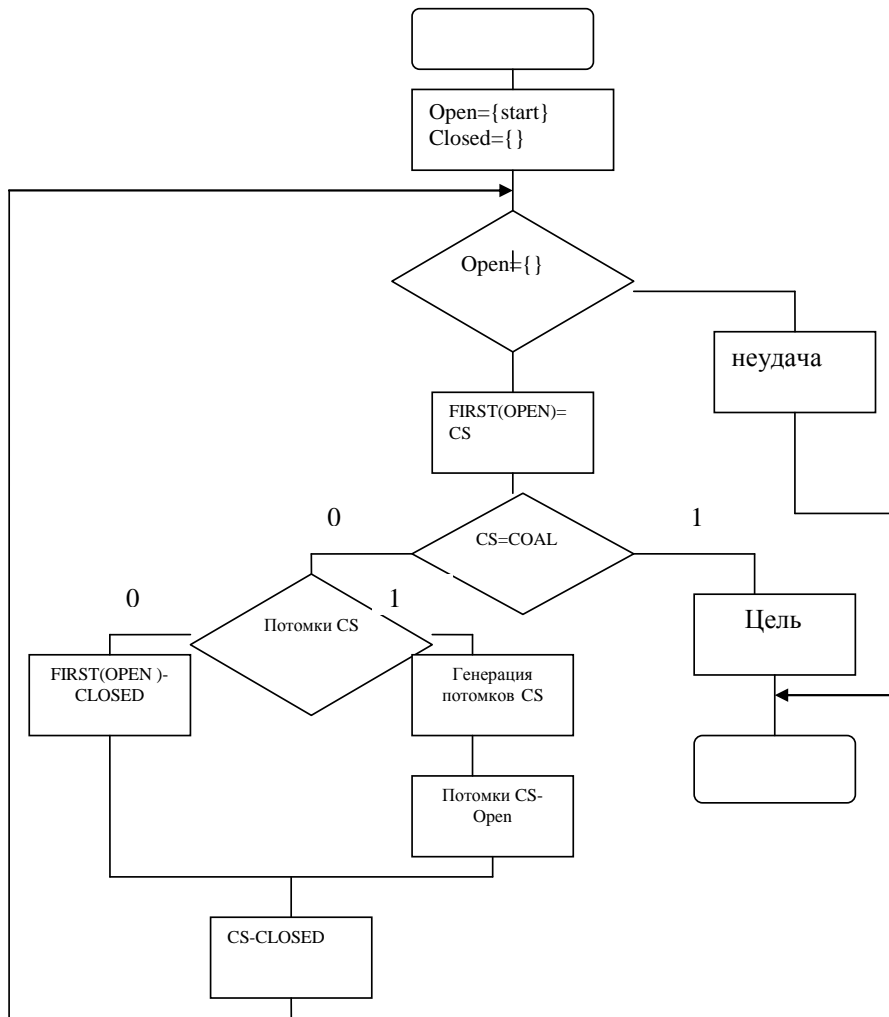 Open={start}
Closed={}
Open={}
неудача
FIRST(OPEN)=
CS
0
1
CS=COAL
0
1
Потомки CS
Цель
FIRST(OPEN )-
CLOSED
Генерация
потомков CS
Потомки CS-
Open
CS-CLOSED